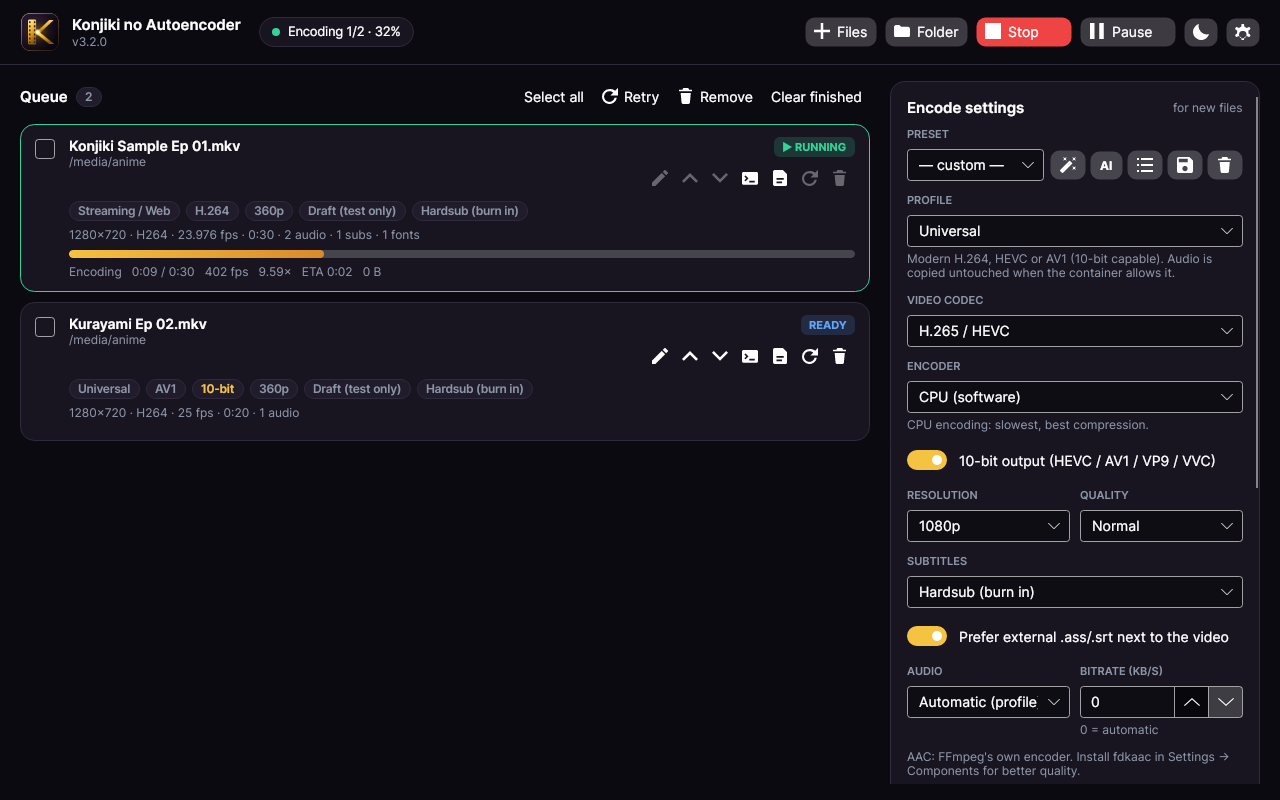 Konjiki no Autoencoder
v3.2.0
Encoding 1/2 · 32%
Files
Folder
Stop
Pause
Queue
2
Select all
Retry
Remove
Clear finished
Konjiki Sample Ep 01.mkv
/media/anime
RUNNING
Streaming / Web
H.264
360p
Draft (test only)
Hardsub (burn in)
1280×720 · H264 · 23.976 fps · 0:30 · 2 audio · 1 subs · 1 fonts
Encoding 0:09 / 0:30 402 fps 9.59× ETA 0:02 0 B
Kurayami Ep 02.mkv
/media/anime
READY
Universal
AV1
10-bit
360p
Draft (test only)
Hardsub (burn in)
1280×720 · H264 · 25 fps · 0:20 · 1 audio
Encode settings
for new files
PRESET
— custom —
AI
PROFILE
Universal
Modern H.264, HEVC or AV1 (10-bit capable). Audio is
copied untouched when the container allows it.
VIDEO CODEC
H.265 / HEVC
ENCODER
CPU (software)
CPU encoding: slowest, best compression.
10-bit output (HEVC / AV1 / VP9 / VVC)
RESOLUTION
QUALITY
1080p
Normal
SUBTITLES
Hardsub (burn in)
Prefer external .ass/.srt next to the video
AUDIO
BITRATE (KB/S)
Automatic (profile)
0
0 = automatic
AAC: FFmpeg's own encoder. Install fdkaac in Settings →
Components for better quality.